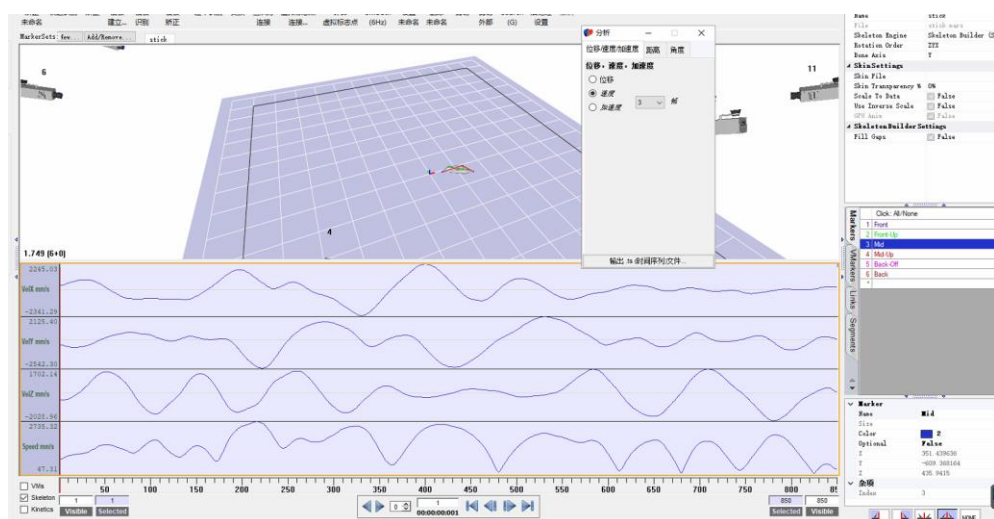 未命名 建立... 识别 矫正 连接 连接... 虚拟标志点 (6Hz) 未命名 未命名 外部 (G) 设置
MarkerSets: Add/Remove... stick
6
11
4
1.749 (6+0)
分析
位移/速度/加速度 距离 角度
位移,速度,加速度
位移
速度
加速度
3 帧
输出 .ts 时间序列文件...
Name stick
File
Skeleton Engine Skeleton Builder (S
Rotation Order ZYX
Bone Axis Y
SkinSettings
Skin File
Skin Transparency % 0%
Scale To Data False
Use Inverse Scale False
False
SkeletonBuilderSettings
Fill Gaps False
Markers
VMarkers
Links
Segments
Click: All/None
1 Front
2 Front-Up
3 Mid
4 Mid-Up
5 Back-Off
6 Back
*
2245.03
VelX mm/s
-2341.29
2125.40
VelY mm/s
-2542.30
1702.14
VelZ mm/s
-2020.96
2735.32
Speed mm/s
47.31
50 100 150 200 250 300 350 400 450 500 550 600 650 700 750 800
VMs
Skeleton
Kinetics
1 1
Visible Selected
0
1
00:00:00:001
850 850
Selected Visible
Marker
Name Mid
Size
Color 2
Optional False
X 351.439636
Y -609.368164
Z 435.9415
杂项
Index 3
NONE